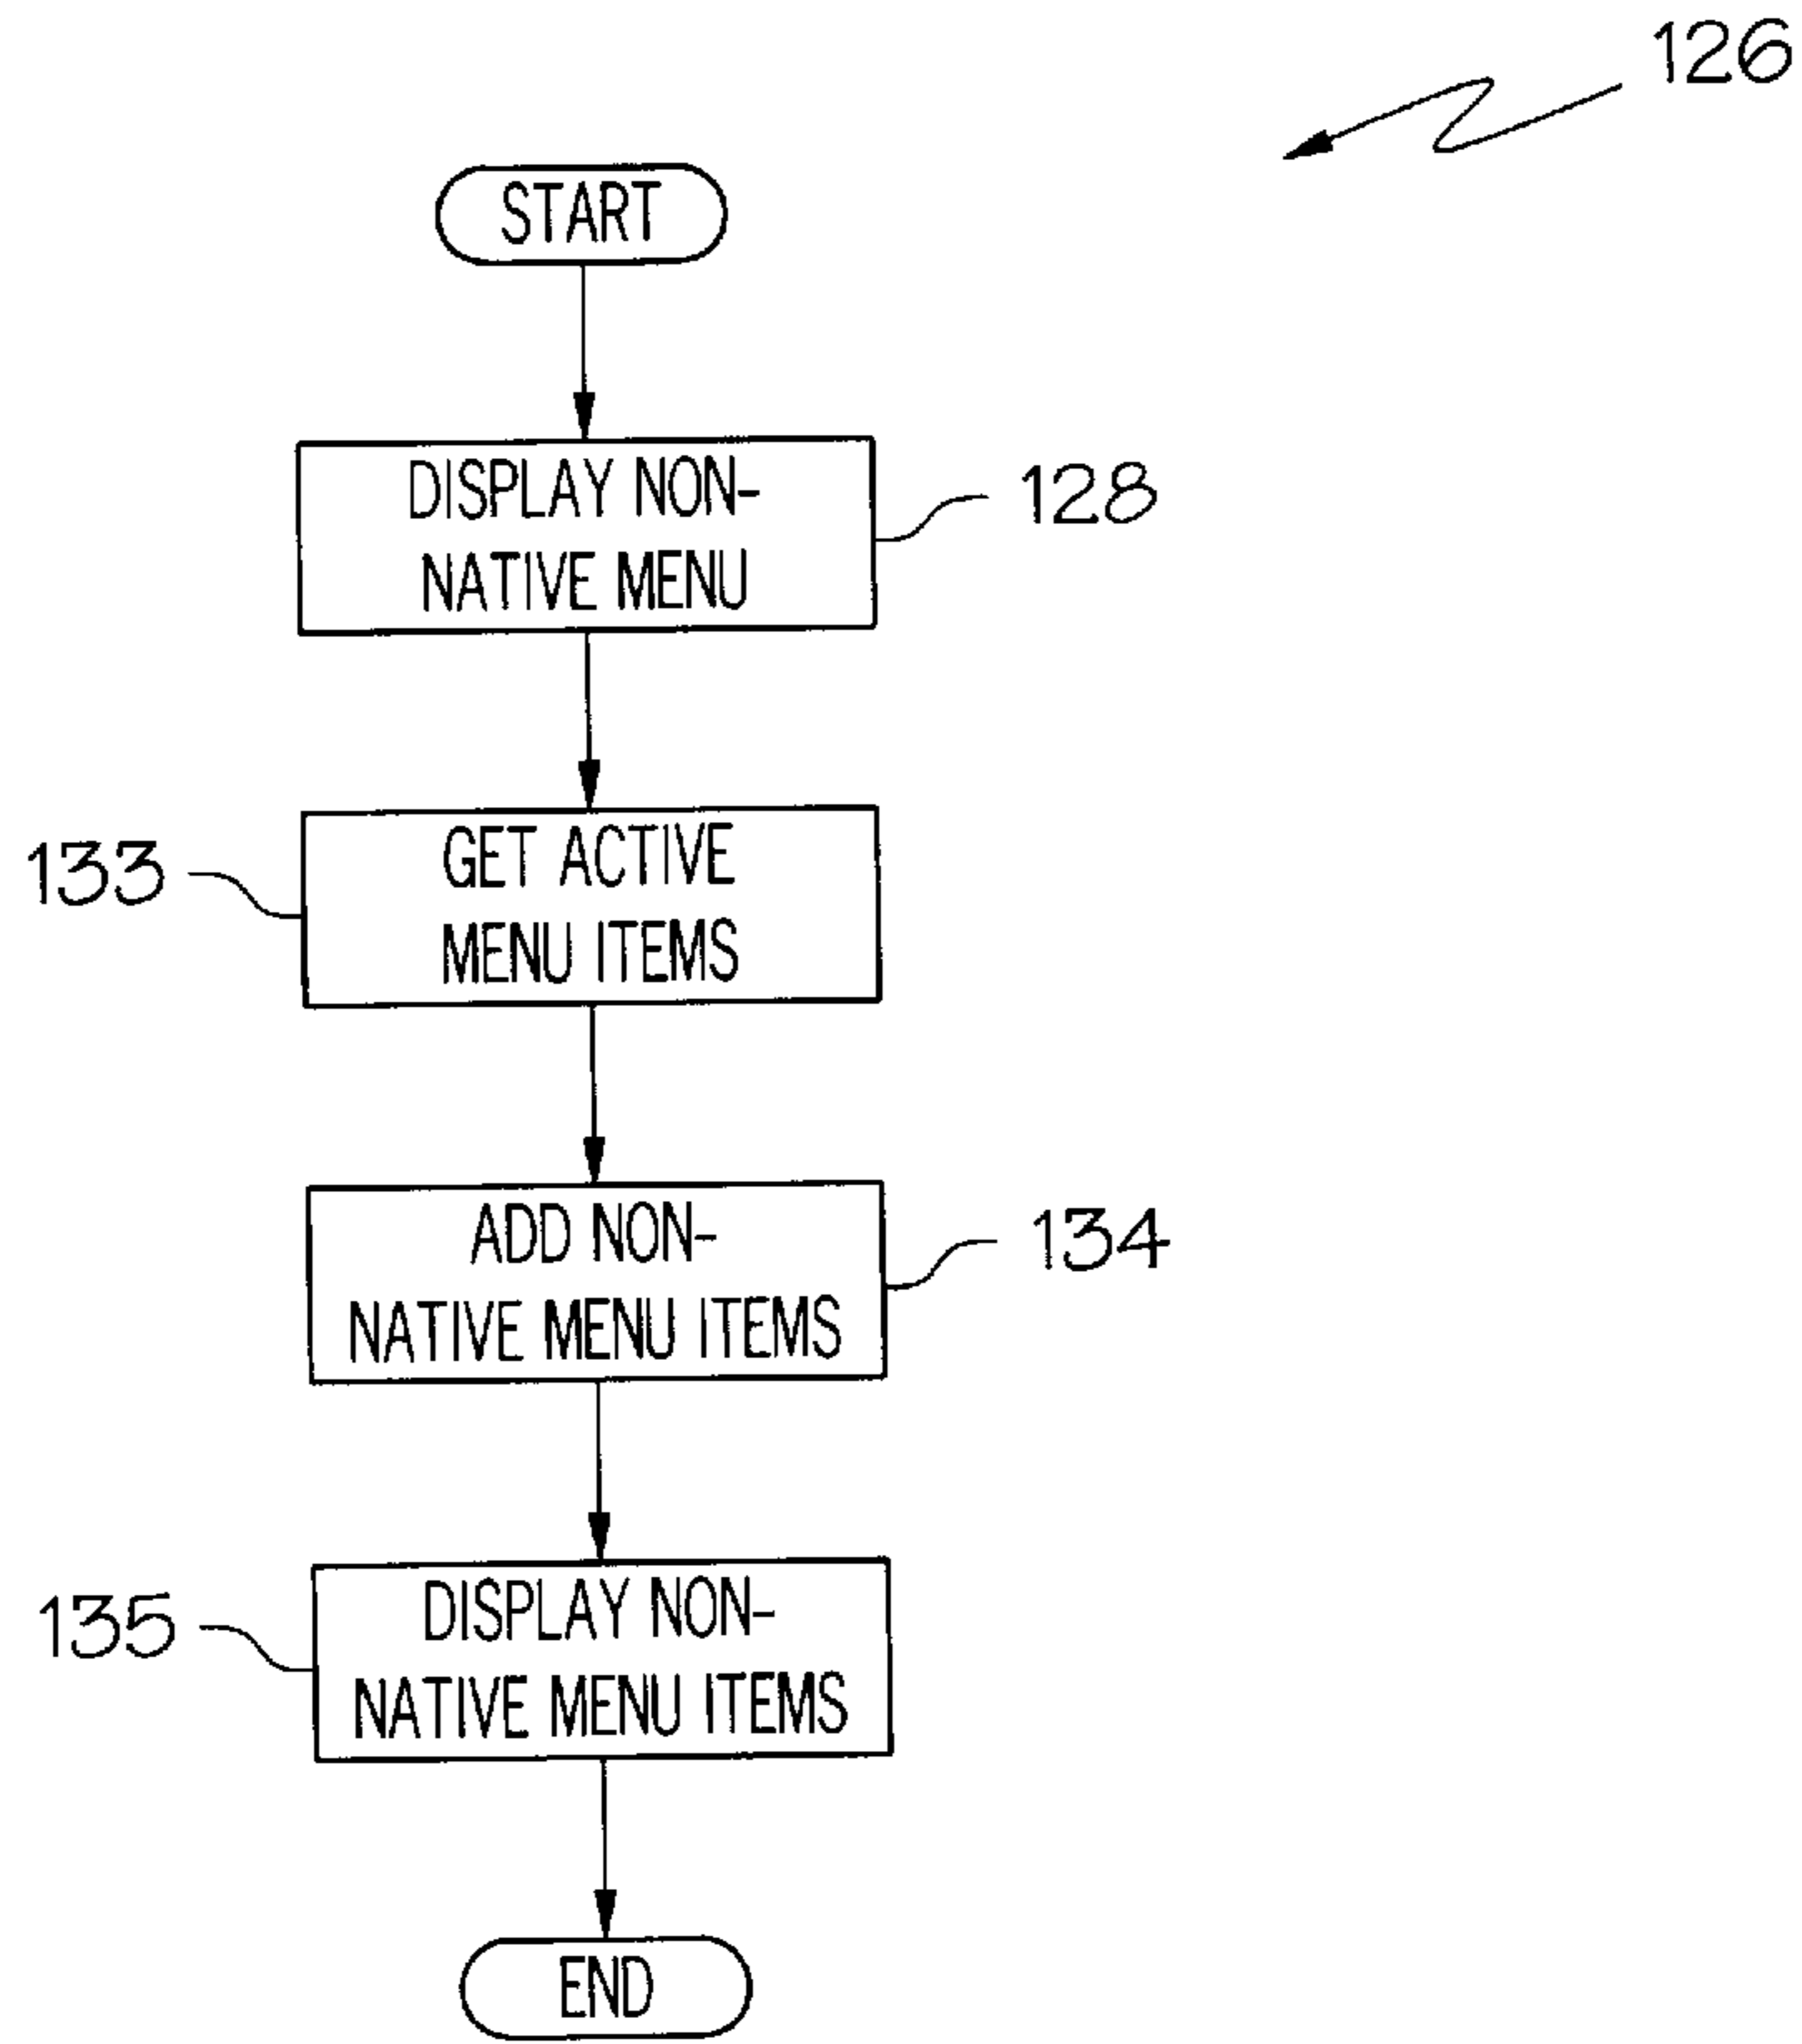 126
START
DISPLAY NON-
NATIVE MENU
128
GET ACTIVE
MENU ITEMS
133
ADD NON-
NATIVE MENU ITEMS
134
DISPLAY NON-
NATIVE MENU ITEMS
135
END